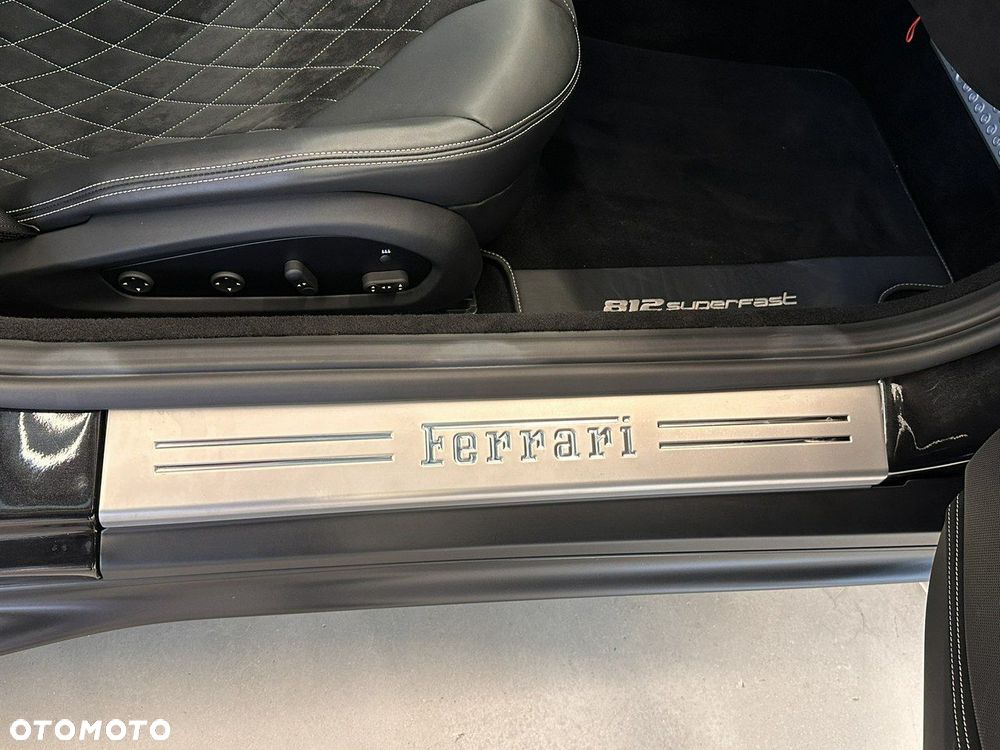 812 superfast
Ferrari
OTOMOTO